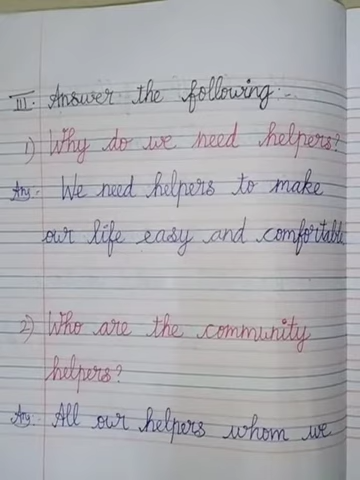 III. Answer the following :-
1) Why do we need helpers?
Ans. We need helpers to make
our life easy and comfortable
2) Who are the community
helpers?
Ans. All our helpers whom we